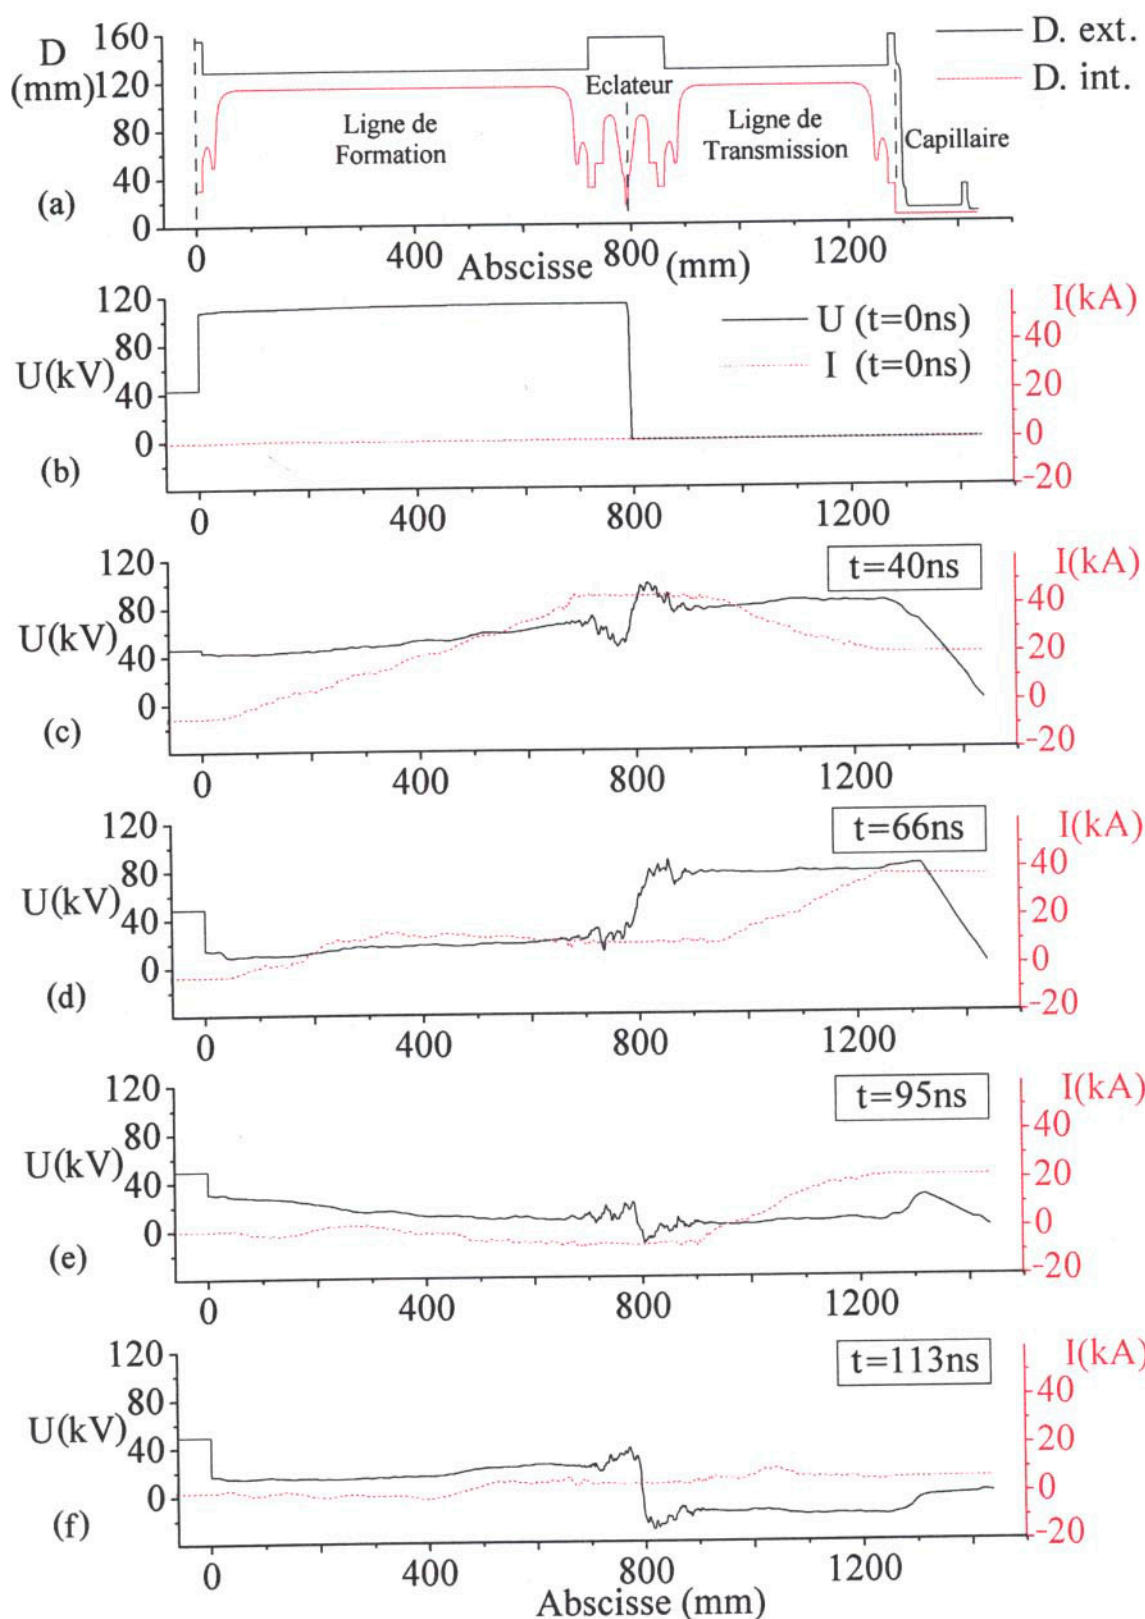 D
(mm)
160
120
80
40
0
D. ext.
D. int.
Eclateur
Ligne de
Formation
Ligne de
Transmission
Capillaire
(a)
0
400
800
1200
Abscisse (mm)
120
80
40
0
U(kV)
U (t=0ns)
I (t=0ns)
I(kA)
40
20
0
-20
(b)
0
400
800
1200
120
80
40
0
U(kV)
t=40ns
I(kA)
40
20
0
-20
(c)
0
400
800
1200
120
80
40
0
U(kV)
t=66ns
I(kA)
40
20
0
-20
(d)
0
400
800
1200
120
80
40
0
U(kV)
t=95ns
I(kA)
40
20
0
-20
(e)
0
400
800
1200
120
80
40
0
U(kV)
t=113ns
I(kA)
40
20
0
-20
(f)
0
400
800
1200
Abscisse (mm)